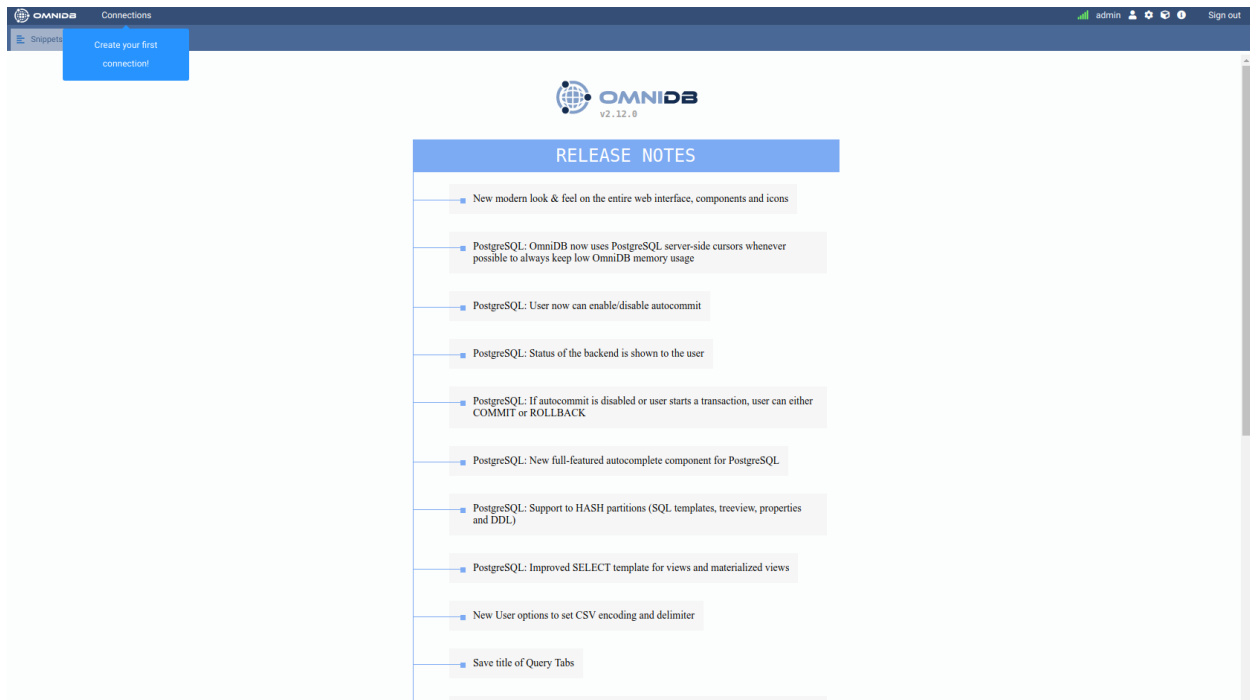 OMNIDB Connections admin Sign out
Snippets
Create your first
connection!
OMNIDB
v2.12.0
RELEASE NOTES
New modern look & feel on the entire web interface, components and icons
PostgreSQL: OmniDB now uses PostgreSQL server-side cursors whenever
possible to always keep low OmniDB memory usage
PostgreSQL: User now can enable/disable autocommit
PostgreSQL: Status of the backend is shown to the user
PostgreSQL: If autocommit is disabled or user starts a transaction, user can either
COMMIT or ROLLBACK
PostgreSQL: New full-featured autocomplete component for PostgreSQL
PostgreSQL: Support to HASH partitions (SQL templates, treeview, properties
and DDL)
PostgreSQL: Improved SELECT template for views and materialized views
New User options to set CSV encoding and delimiter
Save title of Query Tabs